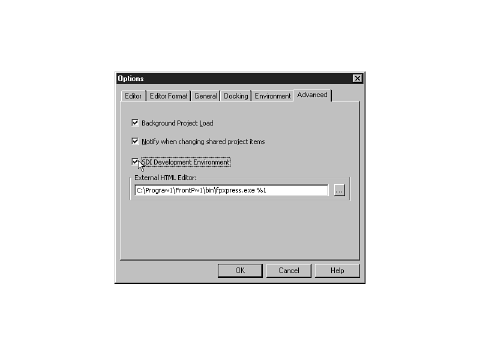 Options
Editor Editor Format General Docking Environment Advanced
Background Project Load
Notify when changing shared project items
SDI Development Environment
External HTML Editor:
C:\Progra~1\FrontP~1\bin\fpxpress.exe %1
...
OK Cancel Help